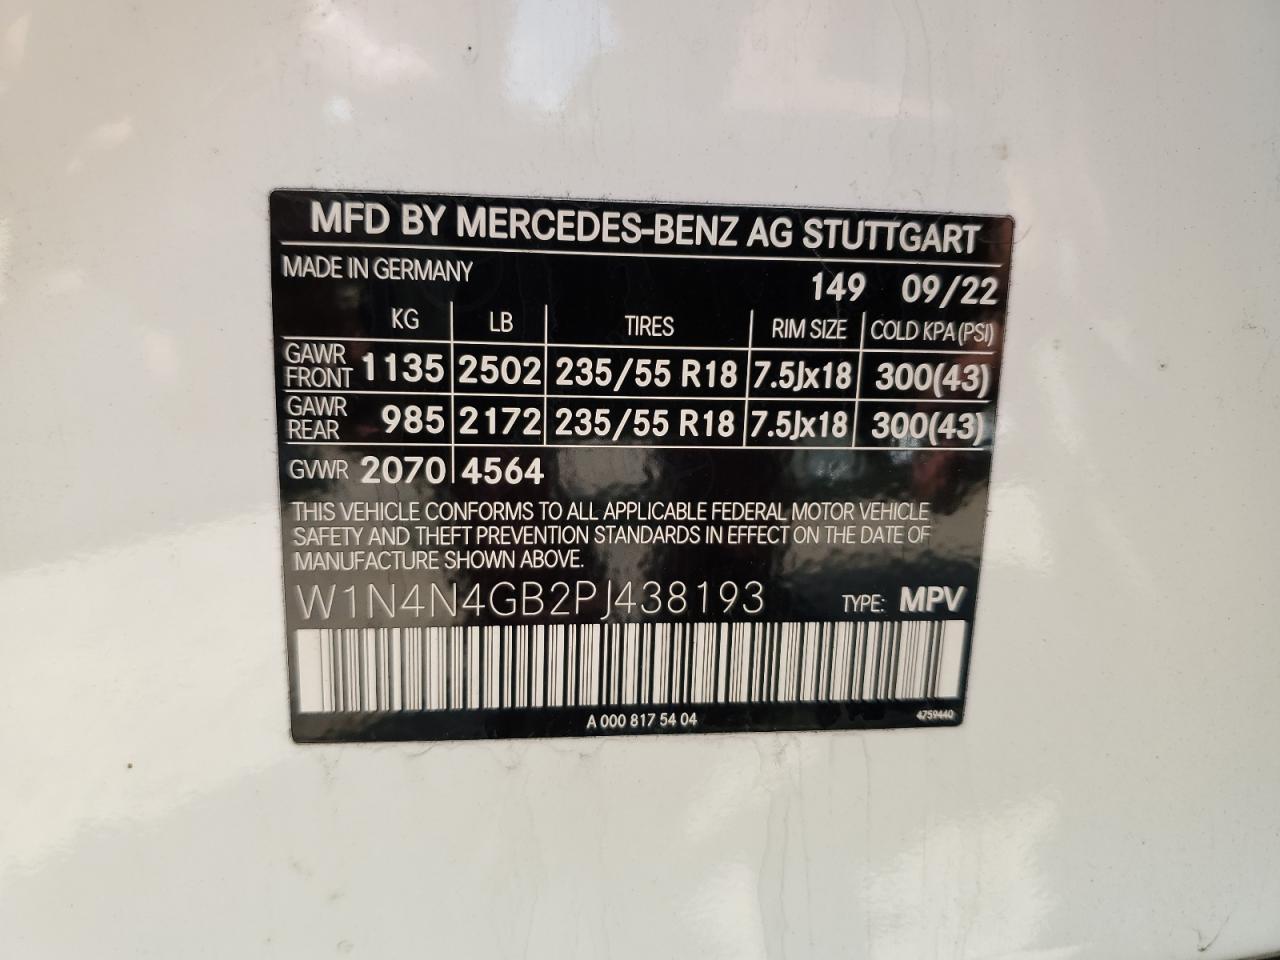 MFD BY MERCEDES-BENZ AG STUTTGART
MADE IN GERMANY 149 09/22
KG LB TIRES RIM SIZE COLD KPA (PSI)
GAWR FRONT 1135 2502 235/55 R18 7.5Jx18 300(43)
GAWR REAR 985 2172 235/55 R18 7.5Jx18 300(43)
GVWR 2070 4564
THIS VEHICLE CONFORMS TO ALL APPLICABLE FEDERAL MOTOR VEHICLE
SAFETY AND THEFT PREVENTION STANDARDS IN EFFECT ON THE DATE OF
MANUFACTURE SHOWN ABOVE.
W1N4N4GB2PJ438193 TYPE: MPV
A 000 817 54 04 4759440